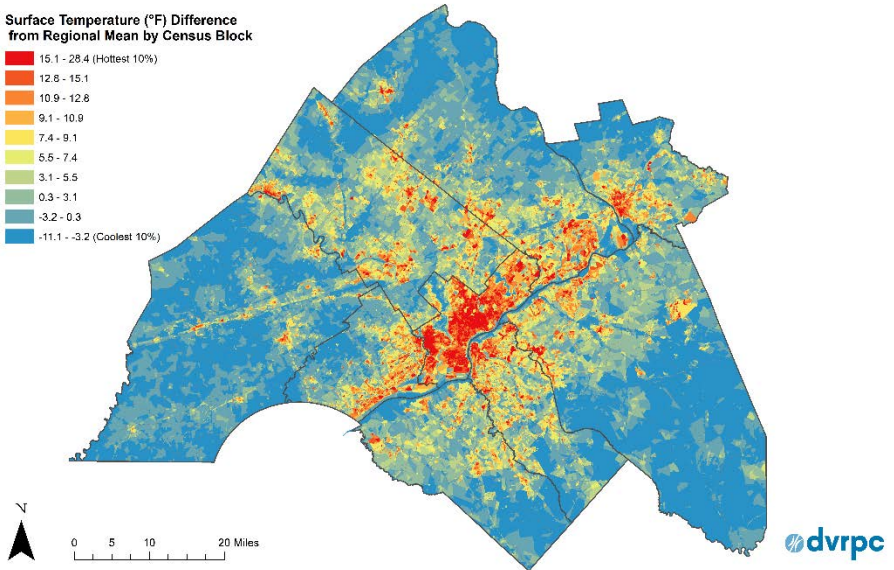 Surface Temperature (°F) Difference
from Regional Mean by Census Block
15.1 - 28.4 (Hottest 10%)
12.8 - 15.1
10.9 - 12.8
9.1 - 10.9
7.4 - 9.1
5.5 - 7.4
3.1 - 5.5
0.3 - 3.1
-3.2 - 0.3
-11.1 - -3.2 (Coolest 10%)
N
0 5 10 20 Miles
dvrpc